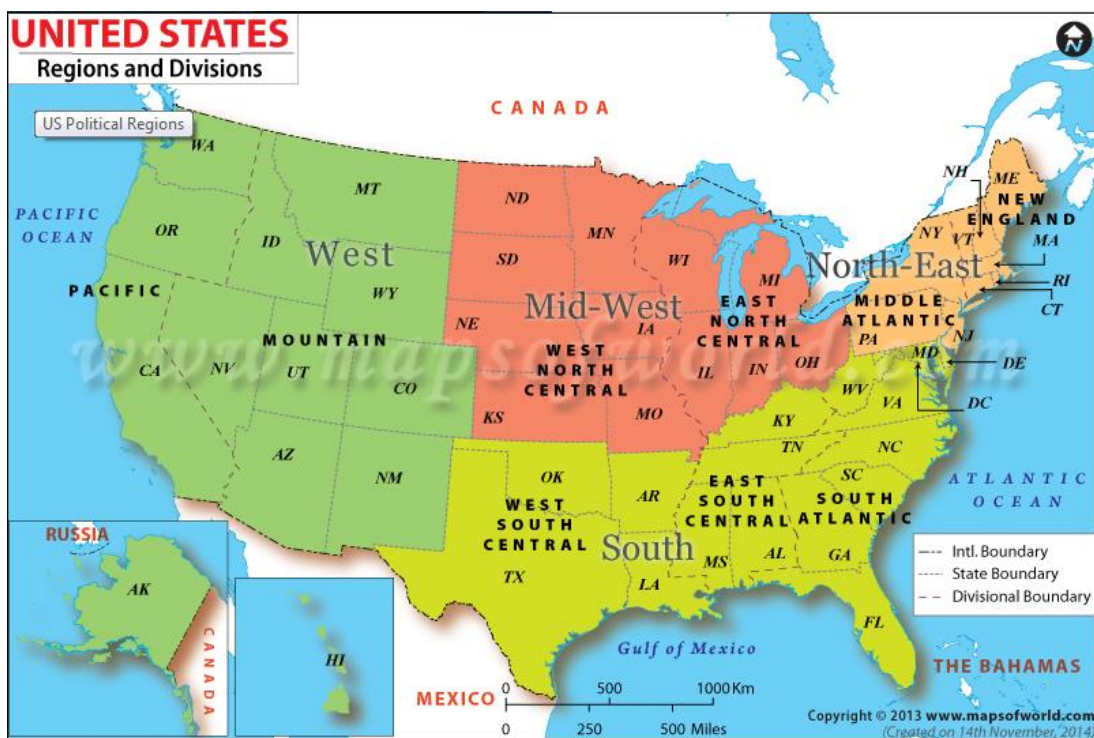 UNITED STATES
Regions and Divisions
N
US Political Regions
CANADA
PACIFIC
OCEAN
WA
MT
ND
MN
OR
ID
West
SD
WI
MI
NH
ME
NEW
ENGLAND
NY
VT
MA
North-East
RI
CT
PACIFIC
WY
Mid-West
EAST
NORTH
CENTRAL
MIDDLE
ATLANTIC
NE
IA
PA
NJ
MOUNTAIN
WEST
NORTH
CENTRAL
www.mapsofworld.com
CA
NV
UT
CO
IL
IN
OH
MD
DE
WV
VA
DC
KS
MO
KY
TN
NC
AZ
NM
OK
AR
EAST
SOUTH
CENTRAL
SC
SOUTH
ATLANTIC
ATLANTIC
OCEAN
WEST
SOUTH
CENTRAL
South
TX
LA
MS
AL
GA
FL
RUSSIA
AK
CANADA
HI
Intl. Boundary
State Boundary
Divisional Boundary
Gulf of Mexico
MEXICO
THE BAHAMAS
0 500 1000 Km
0 250 500 Miles
Copyright © 2013 www.mapsofworld.com
(Created on 14th November, 2014)